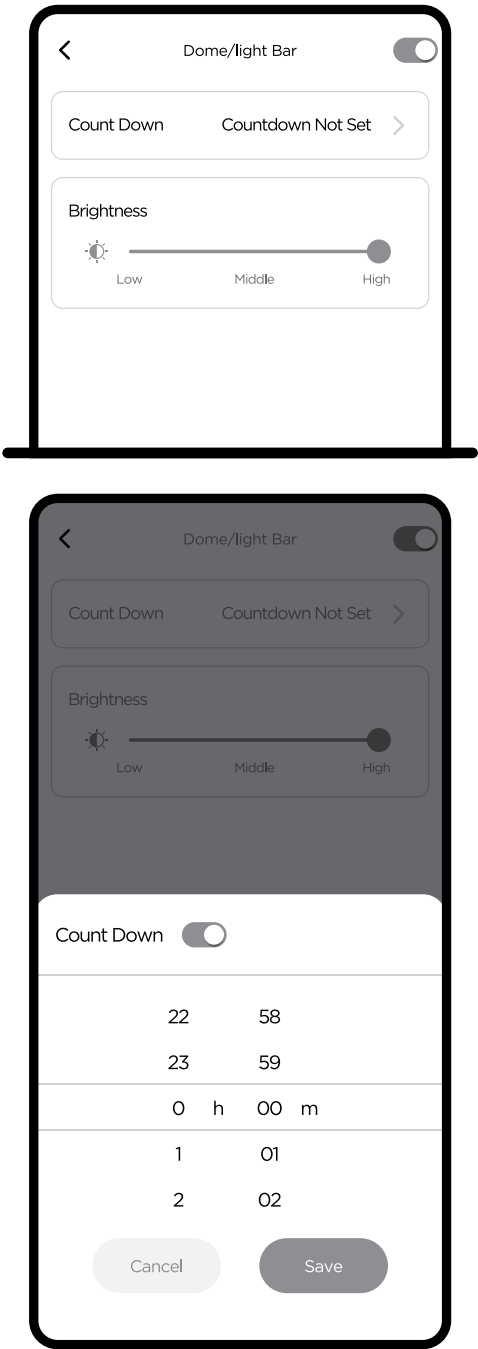 Dome/light Bar
Count Down Countdown Not Set
Brightness
Low Middle High
Dome/light Bar
Count Down Countdown Not Set
Brightness
Low Middle High
Count Down
22 58
23 59
0 h 00 m
1 01
2 02
Cancel Save